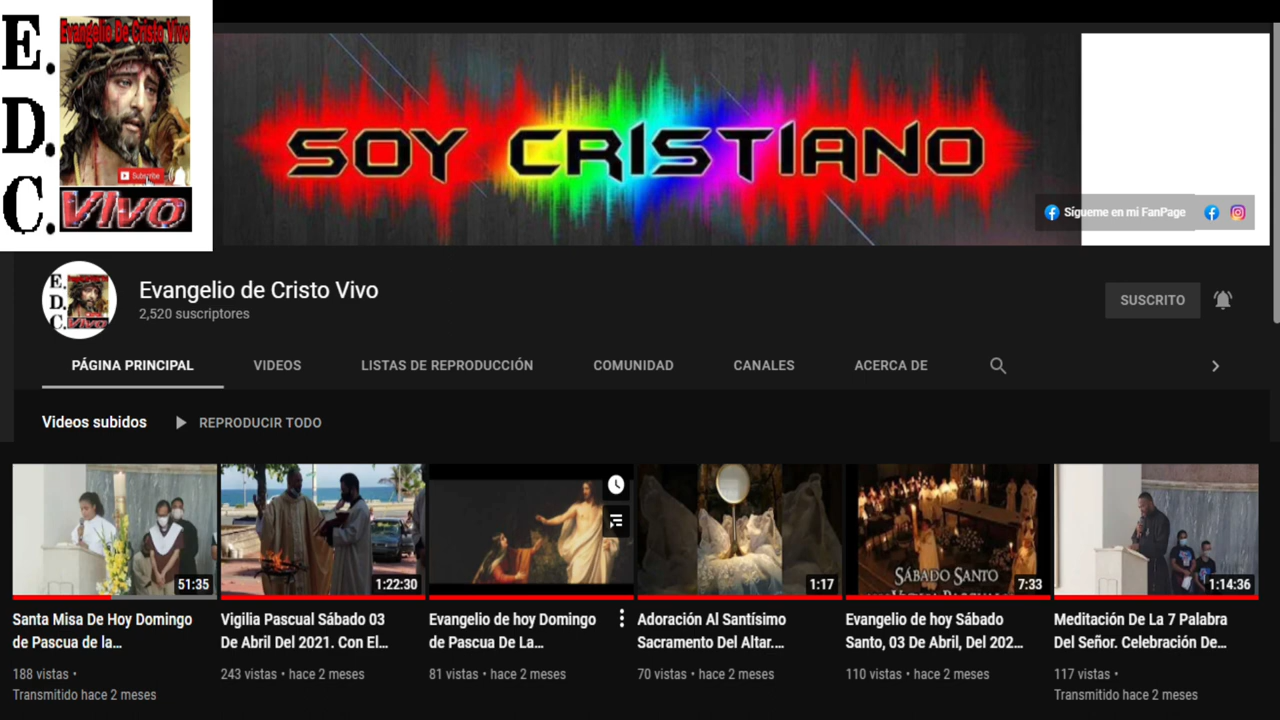 E.
D.
C.
Evangelio De Cristo Vivo
Subscribe
Vivo
SOY CRISTIANO
Sígueme en mi FanPage
E.
D.
C.
Vivo
Evangelio de Cristo Vivo
2,520 suscriptores
SUSCRITO
PÁGINA PRINCIPAL VIDEOS LISTAS DE REPRODUCCIÓN COMUNIDAD CANALES ACERCA DE
Videos subidos REPRODUCIR TODO
SÁBADO SANTO
51:35 1:22:30 1:17 7:33 1:14:36
Santa Misa De Hoy Domingo
de Pascua de la...
188 vistas •
Transmitido hace 2 meses
Vigilia Pascual Sábado 03
De Abril Del 2021. Con El...
243 vistas • hace 2 meses
Evangelio de hoy Domingo
de Pascua De La...
81 vistas • hace 2 meses
Adoración Al Santísimo
Sacramento Del Altar....
70 vistas • hace 2 meses
Evangelio de hoy Sábado
Santo, 03 De Abril, Del 202...
110 vistas • hace 2 meses
Meditación De La 7 Palabra
Del Señor. Celebración De...
117 vistas •
Transmitido hace 2 meses